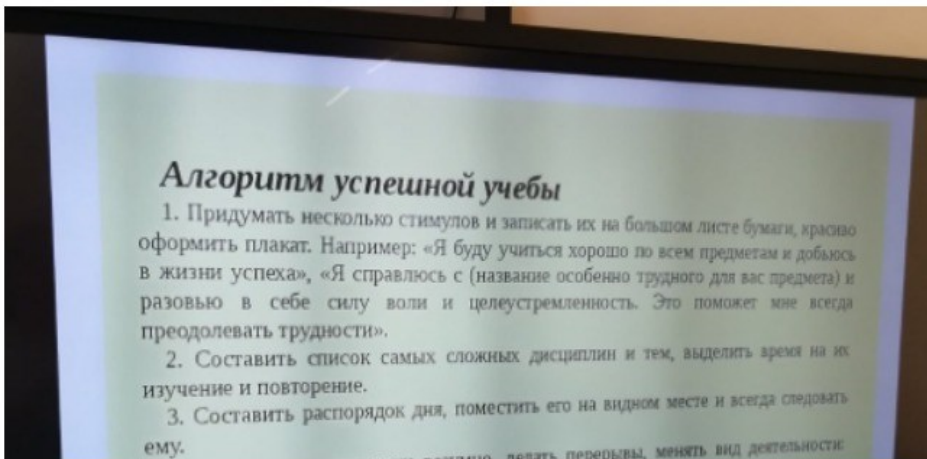 Алгоритм успешной учебы
1. Придумать несколько стимулов и записать их на большом листе бумаги, красиво
оформить плакат. Например: «Я буду учиться хорошо по всем предметам и добьюсь
в жизни успеха», «Я справлюсь с (название особенно трудного для вас предмета) и
разовью в себе силу воли и целеустремленность. Это поможет мне всегда
преодолевать трудности».
2. Составить список самых сложных дисциплин и тем, выделить время на их
изучение и повторение.
3. Составить распорядок дня, поместить его на видном месте и всегда следовать
ему.
делать перерывы, менять вид деятельности: